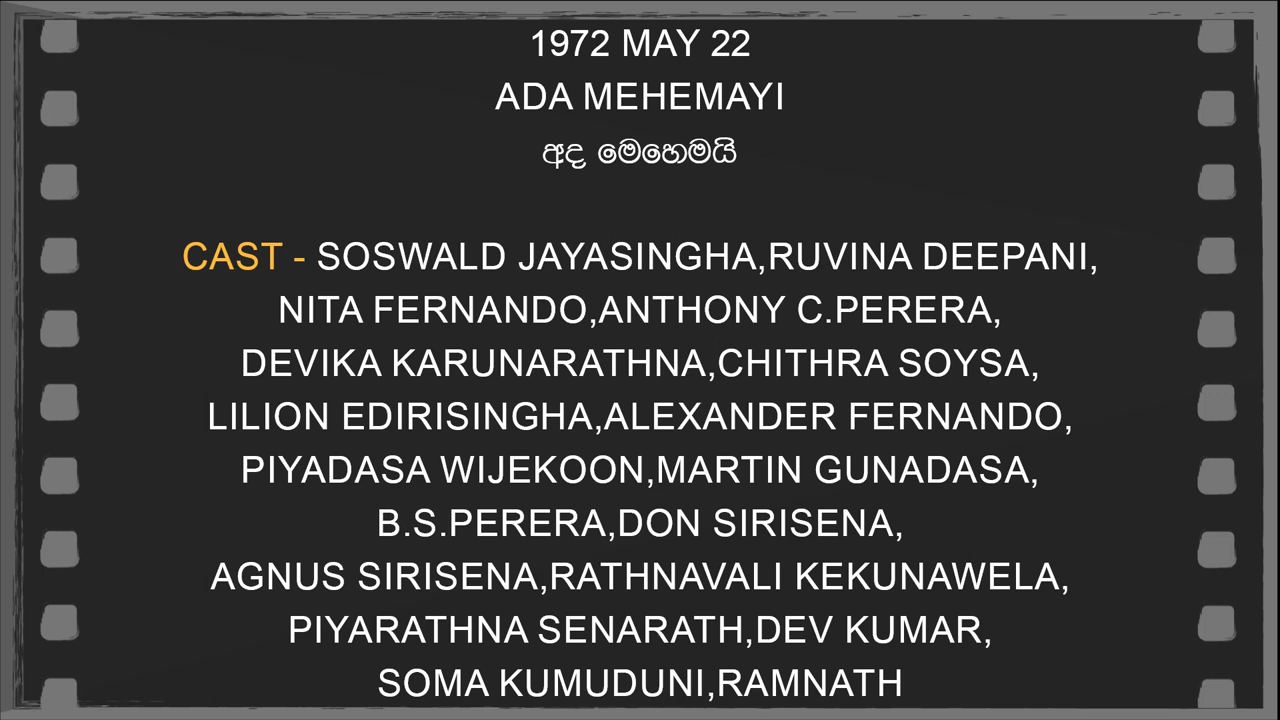 1972 MAY 22
ADA MEHEMAYI
අද මෙහෙමයි
CAST - SOSWALD JAYASINGHA,RUVINA DEEPANI,
NITA FERNANDO,ANTHONY C.PERERA,
DEVIKA KARUNARATHNA,CHITHRA SOYSA,
LILION EDIRISINGHA,ALEXANDER FERNANDO,
PIYADASA WIJEKOON,MARTIN GUNADASA,
B.S.PERERA,DON SIRISENA,
AGNUS SIRISENA,RATHNAVALI KEKUNAWELA,
PIYARATHNA SENARATH,DEV KUMAR,
SOMA KUMUDUNI,RAMNATH